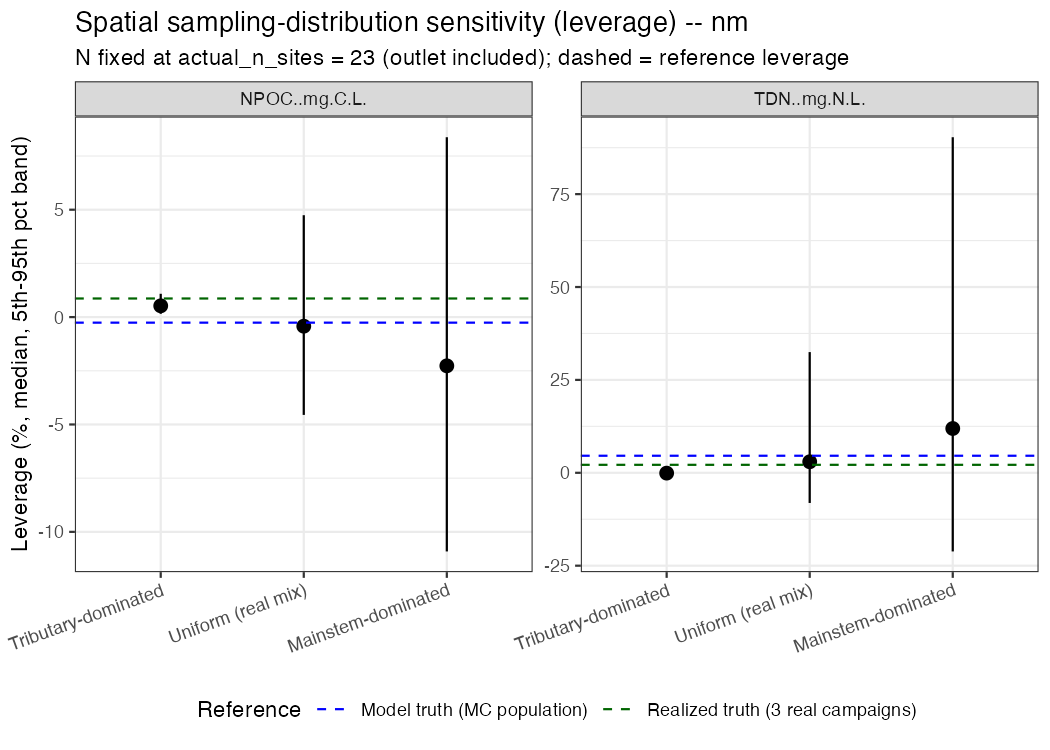 Spatial sampling-distribution sensitivity (leverage) -- nm
N fixed at actual_n_sites = 23 (outlet included); dashed = reference leverage
NPOC..mg.C.L.
TDN..mg.N.L.
Leverage (%, median, 5th-95th pct band)
5
0
-5
-10
75
50
25
0
-25
Tributary-dominated
Uniform (real mix)
Mainstem-dominated
Tributary-dominated
Uniform (real mix)
Mainstem-dominated
Reference
Model truth (MC population)
Realized truth (3 real campaigns)